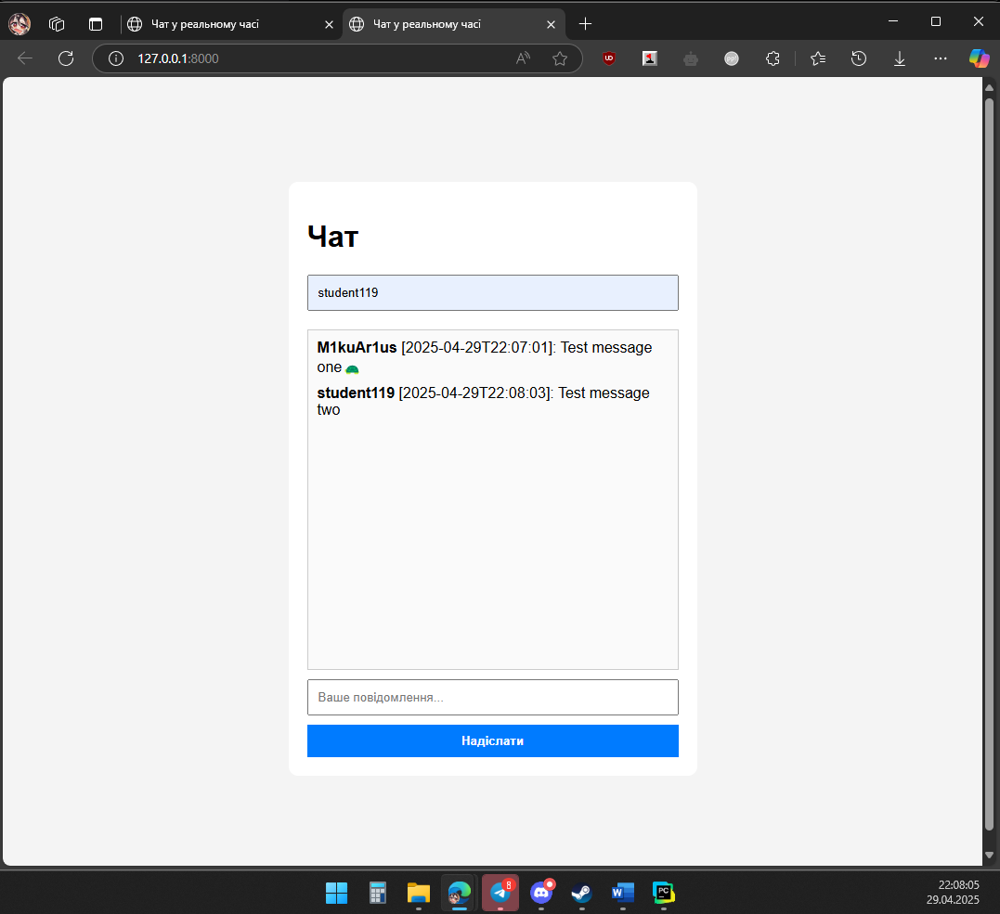 Чат у реальному часі
Чат у реальному часі
127.0.0.1:8000
Чат
student119
M1kuAr1us [2025-04-29T22:07:01]: Test message
one
student119 [2025-04-29T22:08:03]: Test message
two
Ваше повідомлення...
Надіслати
8
PC
22:08:05
29.04.2025